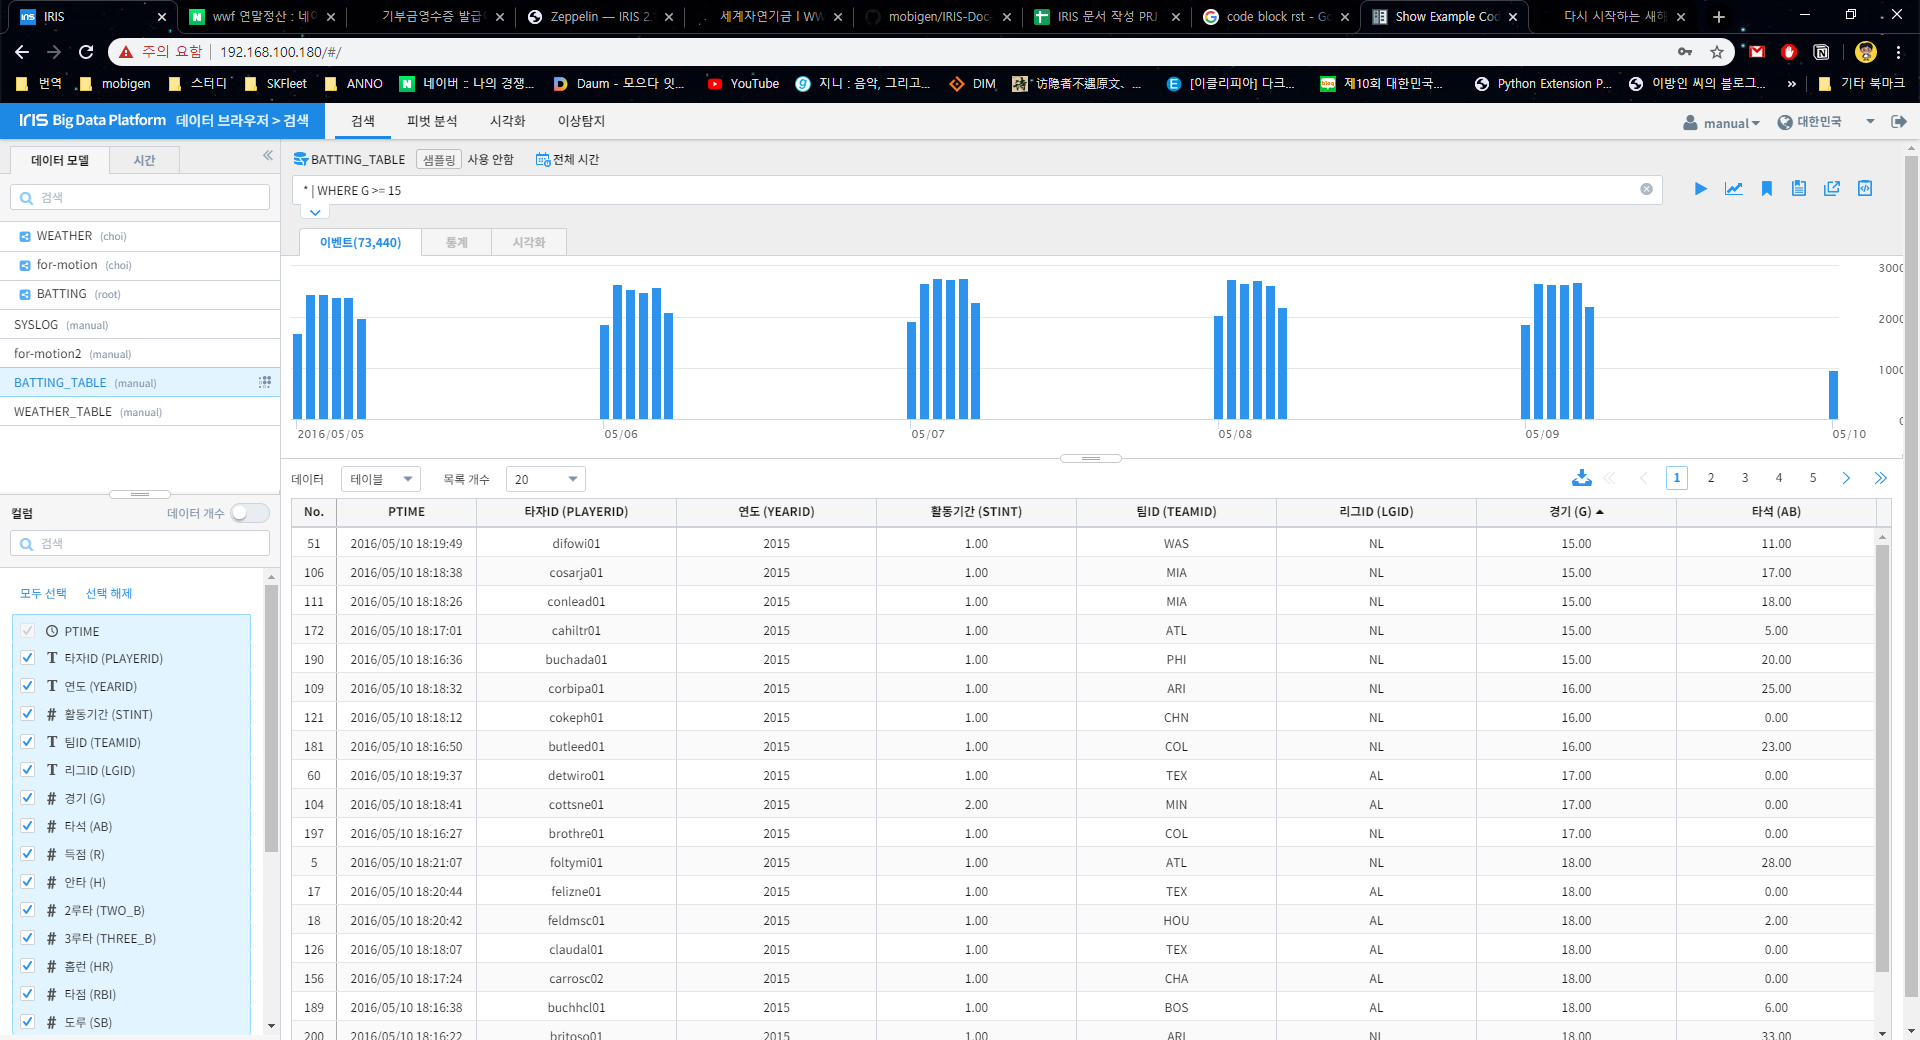 IRIS
wwf 연말정산 : 네이
기부금영수증 발급
Zeppelin — IRIS 2.
세계자연기금 | WW
mobigen/IRIS-Doc
IRIS 문서 작성 PRJ
code block rst - Go
Show Example Cod
다시 시작하는 새해
주의 요함 | 192.168.100.180/#/
번역
mobigen
스터디
SKFleet
ANNO
네이버 :: 나의 경쟁...
Daum - 모으다 잇...
YouTube
지니 : 음악, 그리고...
DIM
访隐者不遇原文、...
[이클리피아] 다크...
제10회 대한민국...
Python Extension P...
이방인 씨의 블로그...
»
기타 북마크
IRIS Big Data Platform 데이터 브라우저 > 검색
검색
피벗 분석
시각화
이상탐지
manual
대한민국
데이터 모델
시간
검색
WEATHER (choi)
for-motion (choi)
BATTING (root)
SYSLOG (manual)
for-motion2 (manual)
BATTING_TABLE (manual)
WEATHER_TABLE (manual)
컬럼
데이터 개수
검색
모두 선택 선택 해제
PTIME
T 타자ID (PLAYERID)
T 연도 (YEARID)
# 활동기간 (STINT)
T 팀ID (TEAMID)
T 리그ID (LGID)
# 경기 (G)
# 타석 (AB)
# 득점 (R)
# 안타 (H)
# 2루타 (TWO_B)
# 3루타 (THREE_B)
# 홈런 (HR)
# 타점 (RBI)
# 도루 (SB)
BATTING_TABLE 샘플링 사용 안함 전체 시간
* | WHERE G >= 15
이벤트(73,440)
통계
시각화
3000
2000
1000
0
2016/05/05 05/06 05/07 05/08 05/09 05/10
데이터 테이블 목록 개수 20
1 2 3 4 5
No. PTIME 타자ID (PLAYERID) 연도 (YEARID) 활동기간 (STINT) 팀ID (TEAMID) 리그ID (LGID) 경기 (G) 타석 (AB)
51 2016/05/10 18:19:49 difowi01 2015 1.00 WAS NL 15.00 11.00
106 2016/05/10 18:18:38 cosarja01 2015 1.00 MIA NL 15.00 17.00
111 2016/05/10 18:18:26 conlead01 2015 1.00 MIA NL 15.00 18.00
172 2016/05/10 18:17:01 cahiltr01 2015 1.00 ATL NL 15.00 5.00
190 2016/05/10 18:16:36 buchada01 2015 1.00 PHI NL 15.00 20.00
109 2016/05/10 18:18:32 corbipa01 2015 1.00 ARI NL 16.00 25.00
121 2016/05/10 18:18:12 cokeph01 2015 1.00 CHN NL 16.00 0.00
181 2016/05/10 18:16:50 butleed01 2015 1.00 COL NL 16.00 23.00
60 2016/05/10 18:19:37 detwiro01 2015 1.00 TEX AL 17.00 0.00
104 2016/05/10 18:18:41 cottsne01 2015 2.00 MIN AL 17.00 0.00
197 2016/05/10 18:16:27 brothre01 2015 1.00 COL NL 17.00 0.00
5 2016/05/10 18:21:07 foltymi01 2015 1.00 ATL NL 18.00 28.00
17 2016/05/10 18:20:44 felizne01 2015 1.00 TEX AL 18.00 0.00
18 2016/05/10 18:20:42 feldmsc01 2015 1.00 HOU AL 18.00 2.00
126 2016/05/10 18:18:07 claudal01 2015 1.00 TEX AL 18.00 0.00
156 2016/05/10 18:17:24 carrosc02 2015 1.00 CHA AL 18.00 0.00
189 2016/05/10 18:16:38 buchhcl01 2015 1.00 BOS AL 18.00 6.00
200 2016/05/10 18:16:22 britoso01 2015 1.00 ARI NL 18.00 33.00